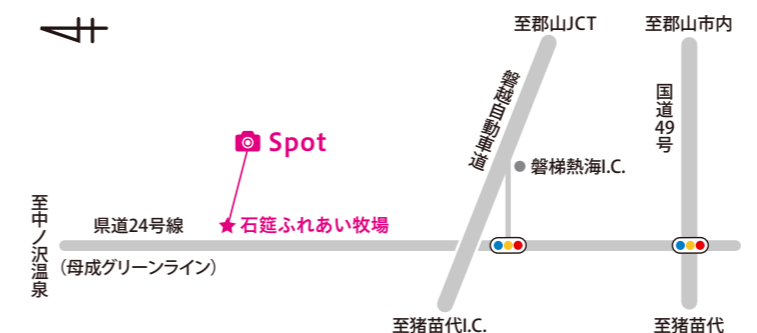 至郡山JCT
至郡山市内
磐越自動車道
国道49号
Spot
磐梯熱海I.C.
至中ノ沢温泉
県道24号線
石筵ふれあい牧場
(母成グリーンライン)
至猪苗代I.C.
至猪苗代